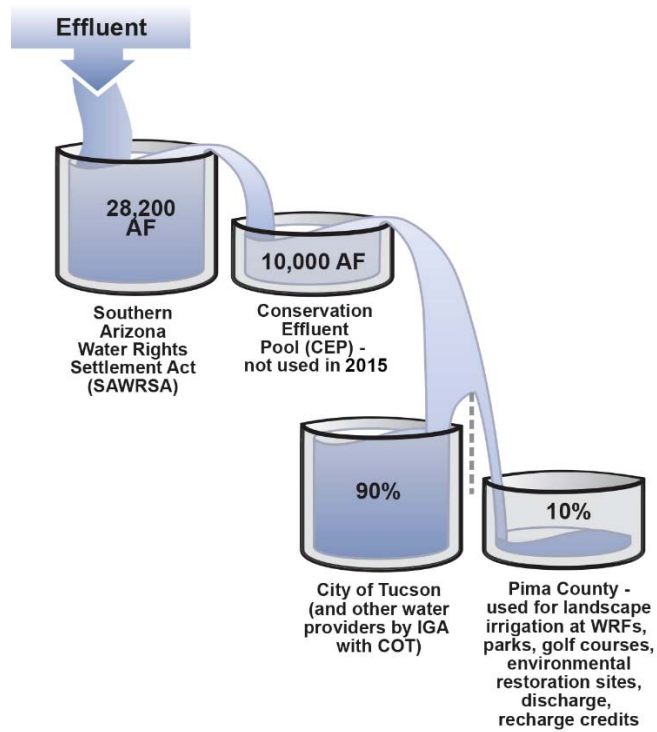 Effluent
28,200
AF
Southern
Arizona
Water Rights
Settlement Act
(SAWRSA)
10,000 AF
Conservation
Effluent
Pool (CEP) -
not used in 2015
90%
City of Tucson
(and other water
providers by IGA
with COT)
10%
Pima County -
used for landscape
irrigation at WRFs,
parks, golf courses,
environmental
restoration sites,
discharge,
recharge credits